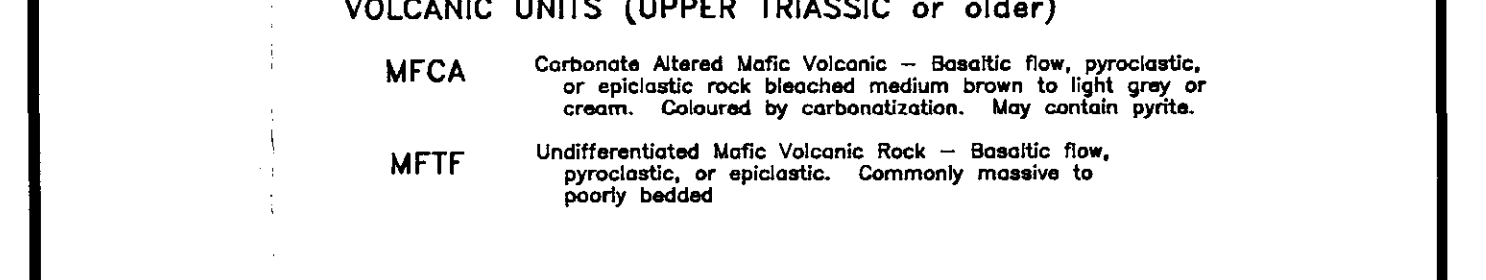 VOLCANIC UNITS (UPPER TRIASSIC or older)
MFCA Carbonate Altered Mafic Volcanic – Basaltic flow, pyroclastic,
or epiclastic rock bleached medium brown to light grey or
cream. Coloured by carbonatization. May contain pyrite.
MFTF Undifferentiated Mafic Volcanic Rock – Basaltic flow,
pyroclastic, or epiclastic. Commonly massive to
poorly bedded